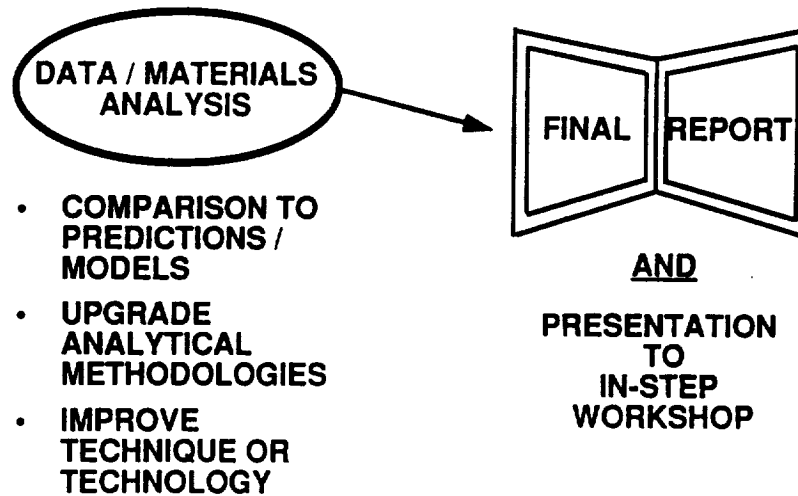 DATA / MATERIALS
ANALYSIS
• COMPARISON TO
PREDICTIONS /
MODELS
• UPGRADE
ANALYTICAL
METHODOLOGIES
• IMPROVE
TECHNIQUE OR
TECHNOLOGY
FINAL REPORT
AND
PRESENTATION
TO
IN-STEP
WORKSHOP